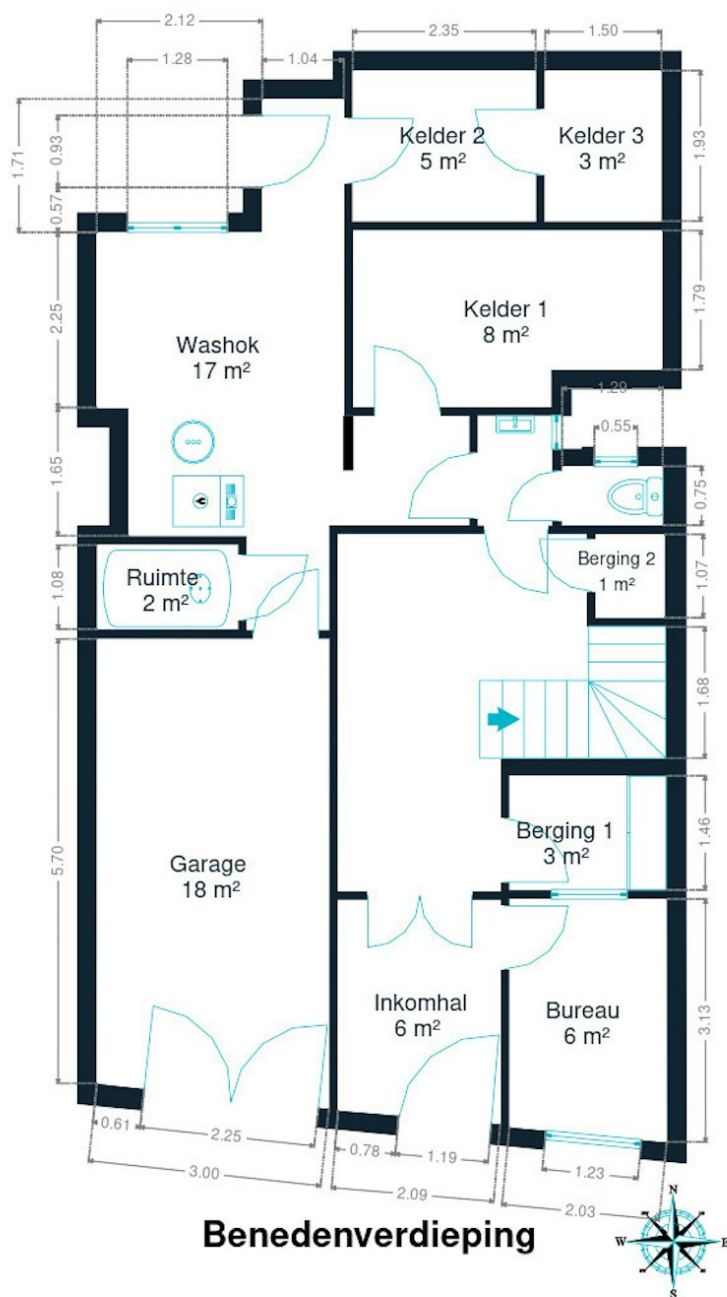 2.12
2.35
1.50
1.28
1.04
1.71
0.93
0.57
1.93
Kelder 2
5 m²
Kelder 3
3 m²
2.25
1.79
Kelder 1
8 m²
Washok
17 m²
1.29
0.55
1.65
0.75
1.08
Ruimte
2 m²
Berging 2
1 m²
1.07
1.68
5.70
Berging 1
3 m²
1.46
Garage
18 m²
Inkomhal
6 m²
Bureau
6 m²
3.13
0.61
2.25
3.00
0.78
1.19
2.09
1.23
2.03
Benedenverdieping
N
W
E
S